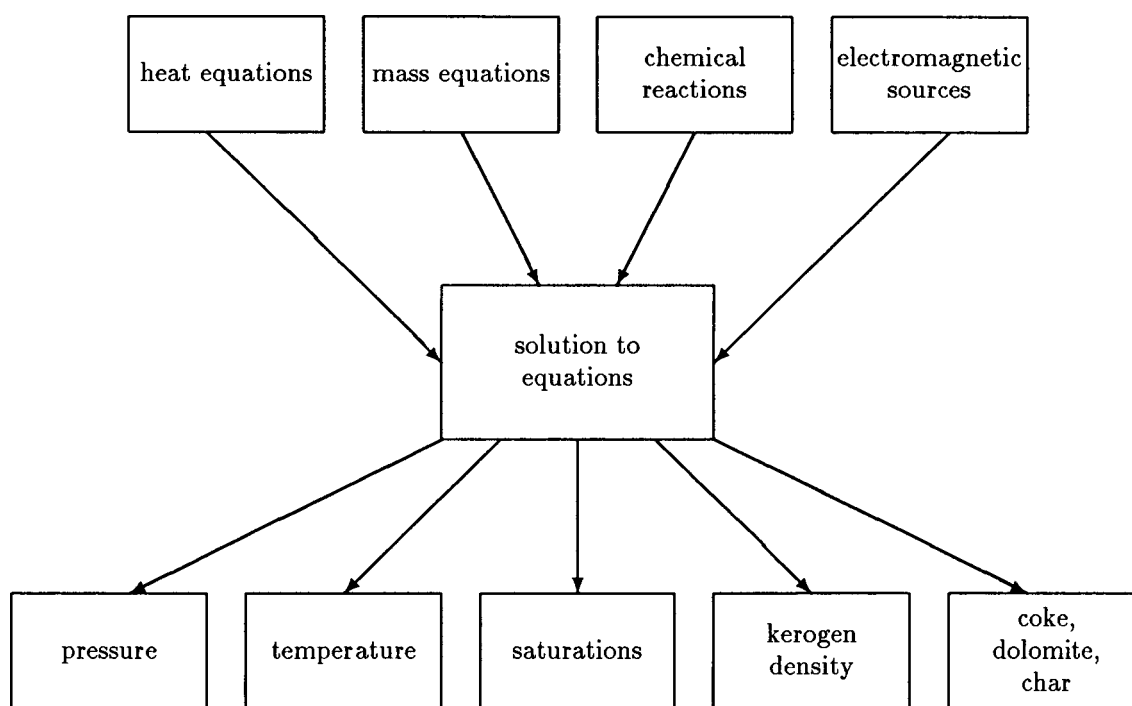 heat equations
mass equations
chemical
reactions
electromagnetic
sources
solution to
equations
pressure
temperature
saturations
kerogen
density
coke,
dolomite,
char